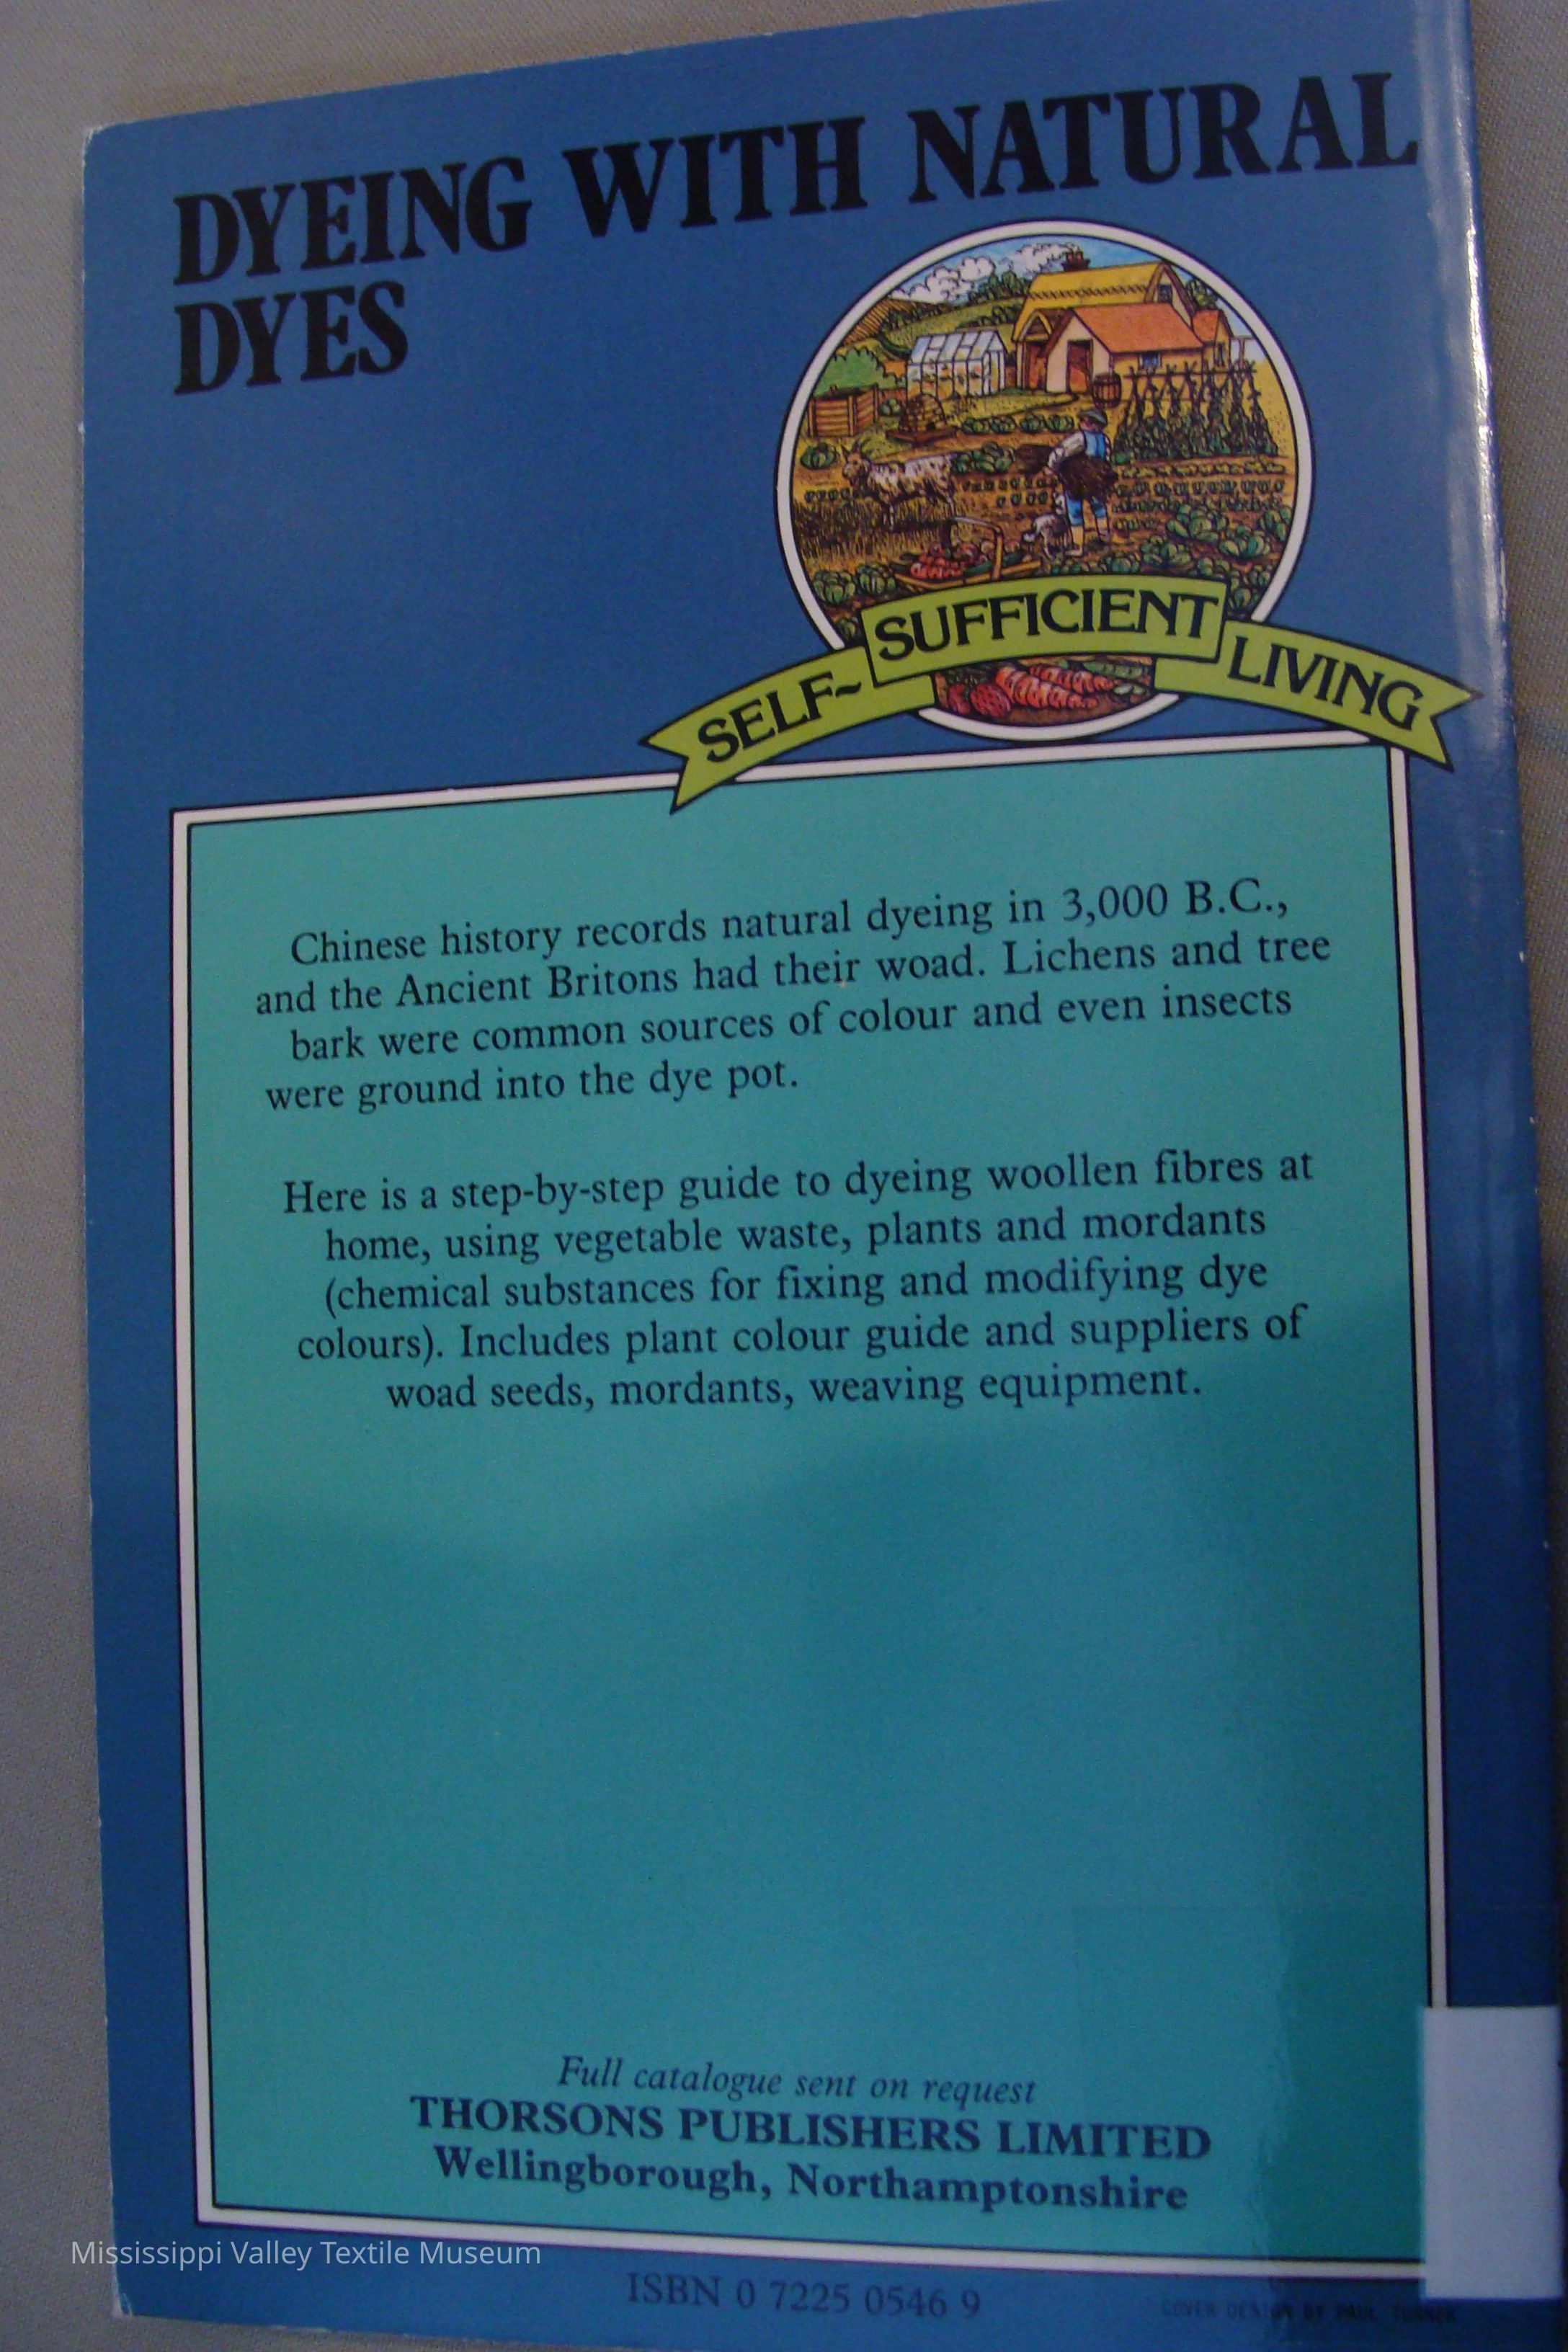 DYEING WITH NATURAL
DYES
SELF-SUFFICIENT LIVING
Chinese history records natural dyeing in 3,000 B.C.,
and the Ancient Britons had their woad. Lichens and tree
bark were common sources of colour and even insects
were ground into the dye pot.
Here is a step-by-step guide to dyeing woollen fibres at
home, using vegetable waste, plants and mordants
(chemical substances for fixing and modifying dye
colours). Includes plant colour guide and suppliers of
woad seeds, mordants, weaving equipment.
Full catalogue sent on request
THORSONS PUBLISHERS LIMITED
Wellingborough, Northamptonshire
Mississippi Valley Textile Museum
ISBN 0 7225 0546 9
COVER DESIGN BY PAUL TURNER